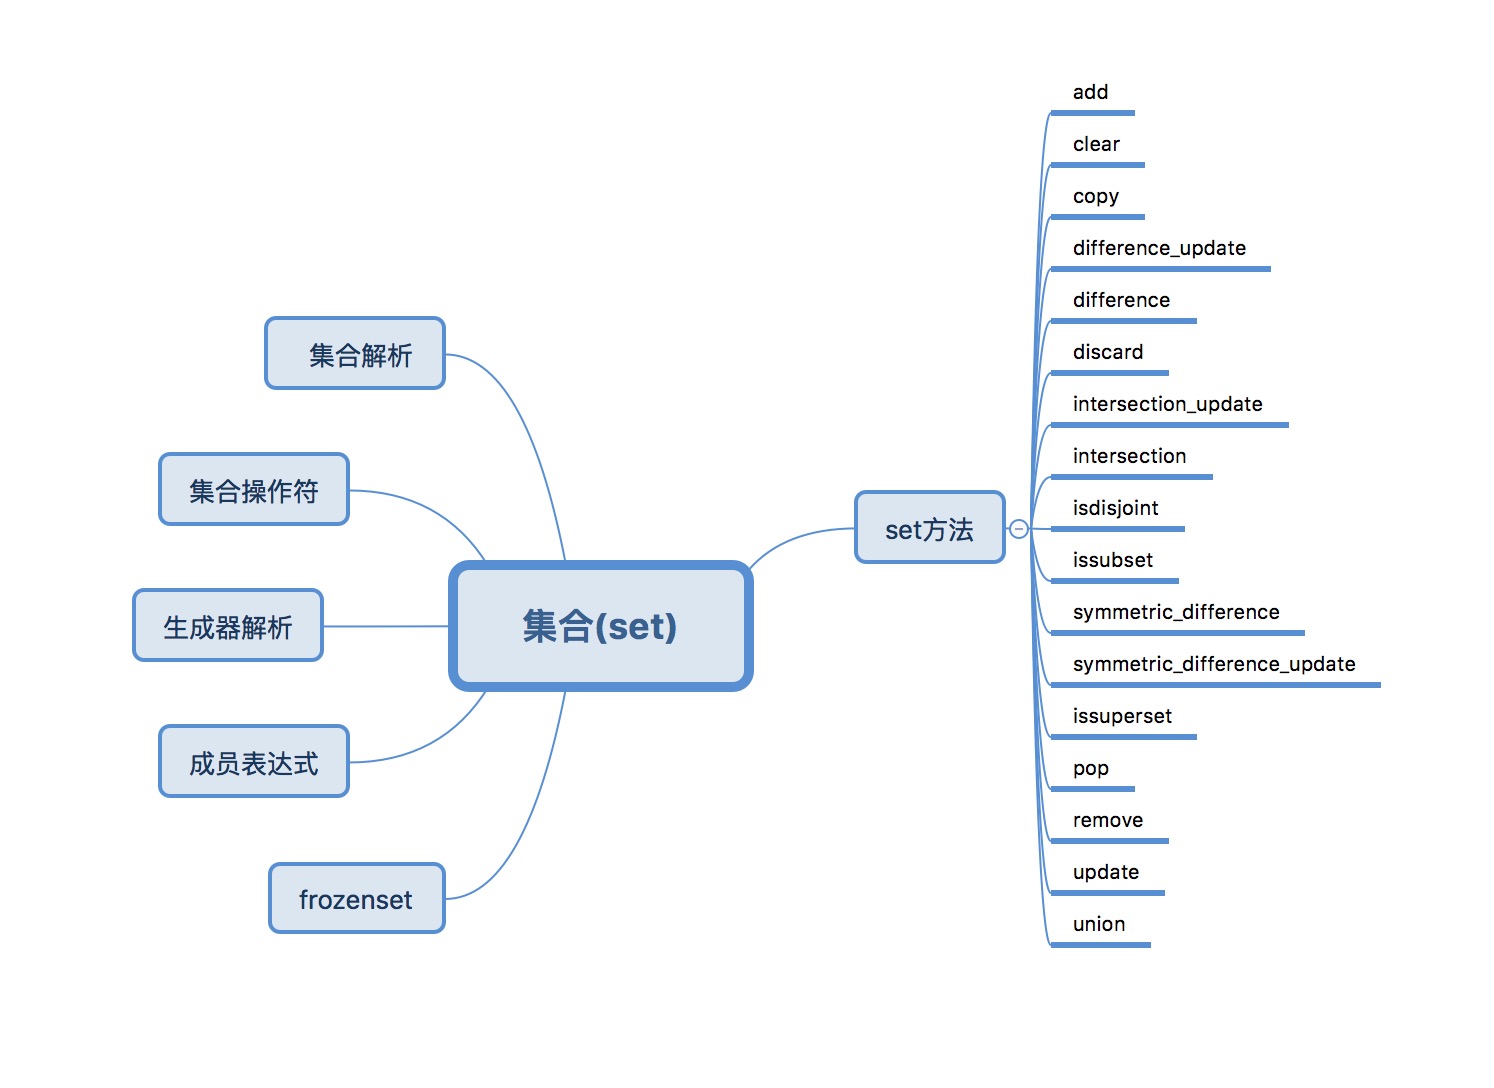 集合(set)
集合解析
集合操作符
生成器解析
成员表达式
frozenset
set方法
add
clear
copy
difference_update
difference
discard
intersection_update
intersection
isdisjoint
issubset
symmetric_difference
symmetric_difference_update
issuperset
pop
remove
update
union